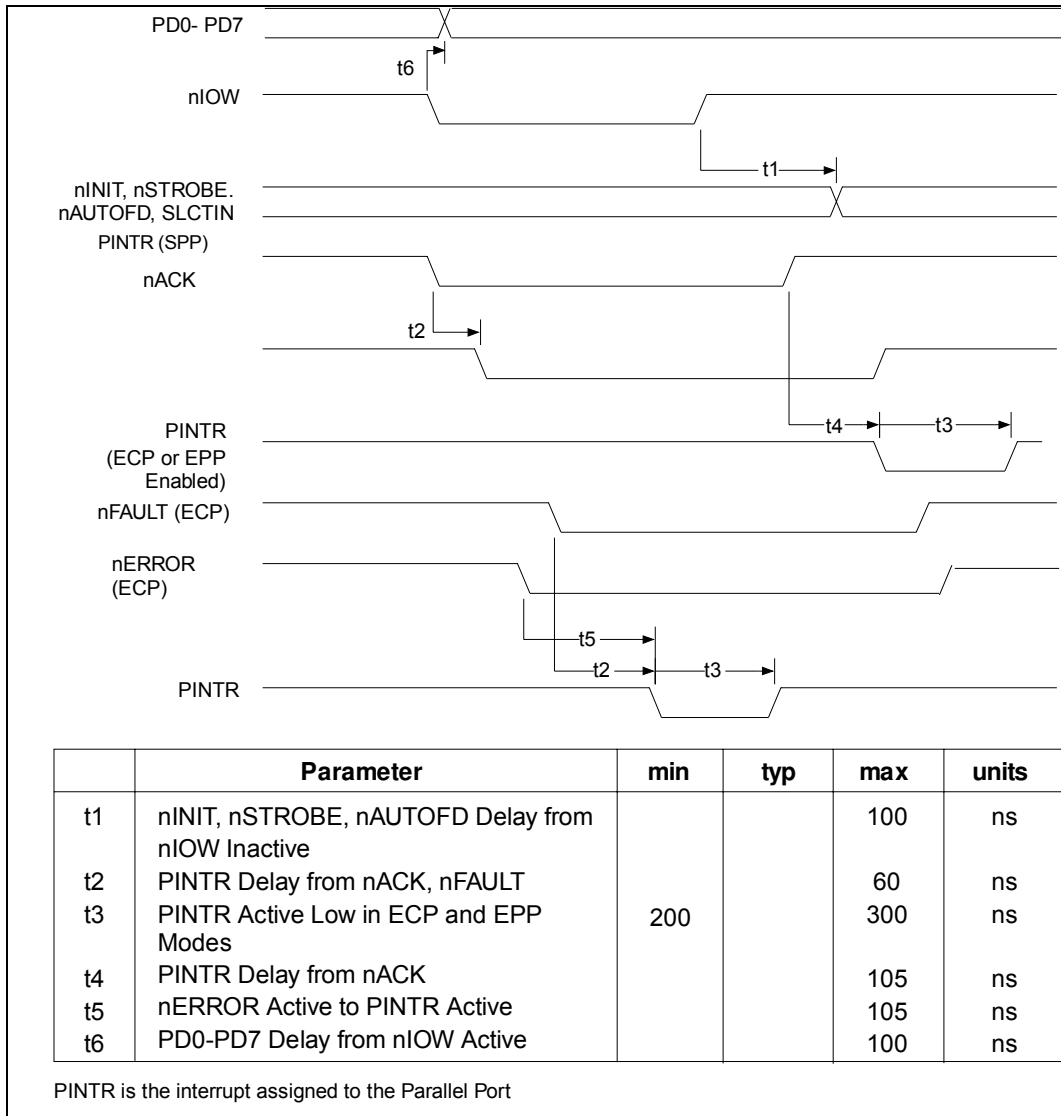 PD0- PD7
t6
nIOW
t1
nINIT, nSTROBE.
nAUTOFD, SLCTIN
PINTR (SPP)
nACK
t2
t4
t3
PINTR
(ECP or EPP
Enabled)
nFAULT (ECP)
nERROR
(ECP)
t5
t2
t3
PINTR
Parameter min typ max units
t1 nINIT, nSTROBE, nAUTOFD Delay from 100 ns
nIOW Inactive
t2 PINTR Delay from nACK, nFAULT 60 ns
t3 PINTR Active Low in ECP and EPP 200 300 ns
Modes
t4 PINTR Delay from nACK 105 ns
t5 nERROR Active to PINTR Active 105 ns
t6 PD0-PD7 Delay from nIOW Active 100 ns
PINTR is the interrupt assigned to the Parallel Port